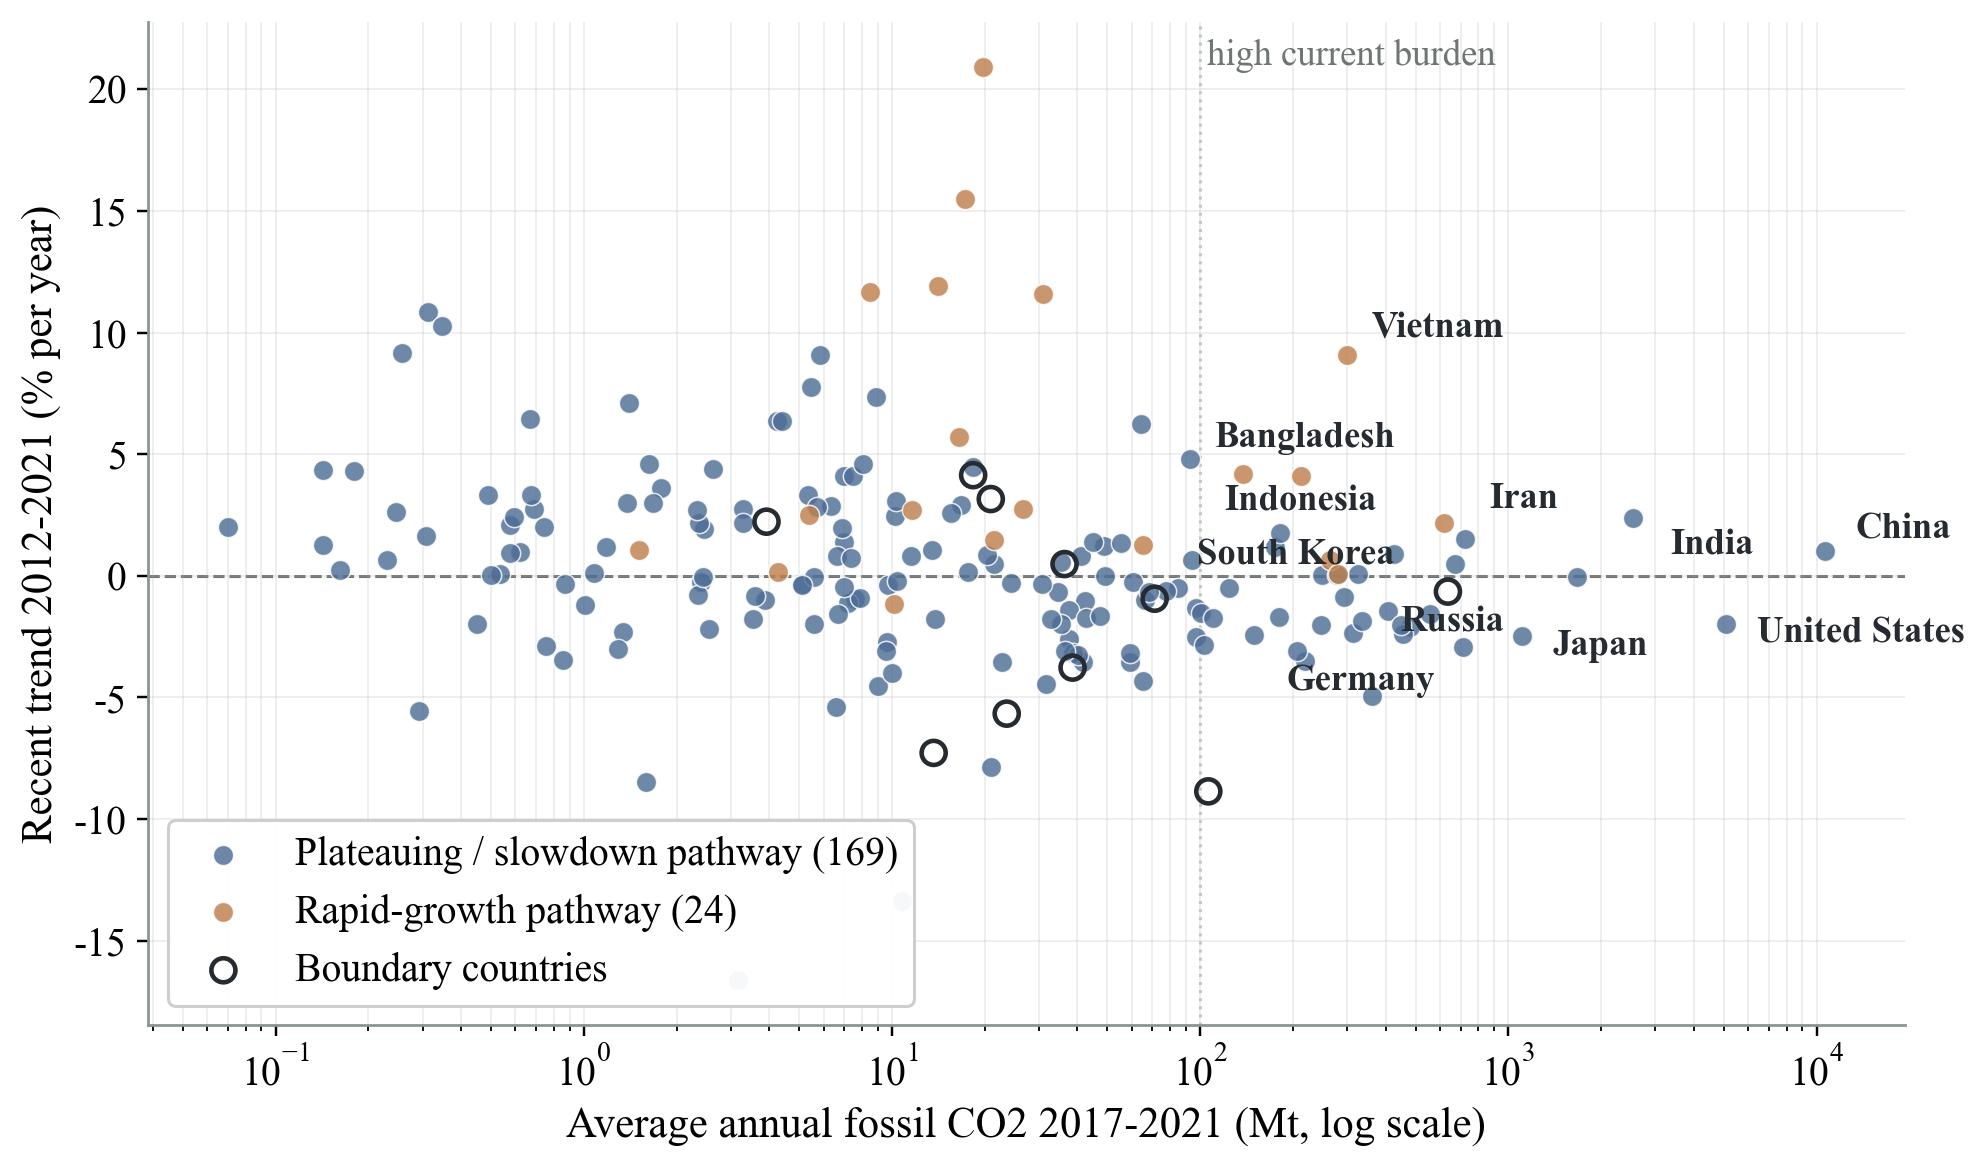 high current burden
20
15
10
5
0
-5
-10
-15
Recent trend 2012-2021 (% per year)
Vietnam
Bangladesh
Indonesia
Iran
China
India
South Korea
Russia
United States
Japan
Germany
Plateauing / slowdown pathway (169)
Rapid-growth pathway (24)
Boundary countries
10⁻¹
10⁰
10¹
10²
10³
10⁴
Average annual fossil CO2 2017-2021 (Mt, log scale)